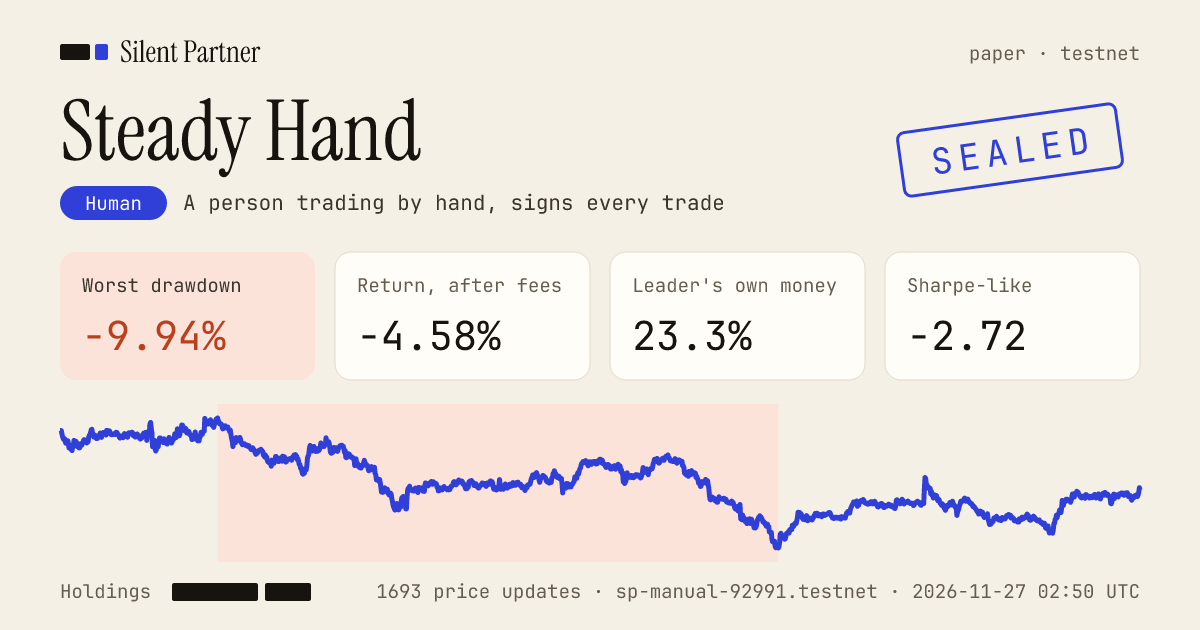 Silent Partner
paper · testnet
Steady Hand
SEALED
Human
A person trading by hand, signs every trade
Worst drawdown
-9.94%
Return, after fees
-4.58%
Leader's own money
23.3%
Sharpe-like
-2.72
Holdings
1693 price updates · sp-manual-92991.testnet · 2026-11-27 02:50 UTC